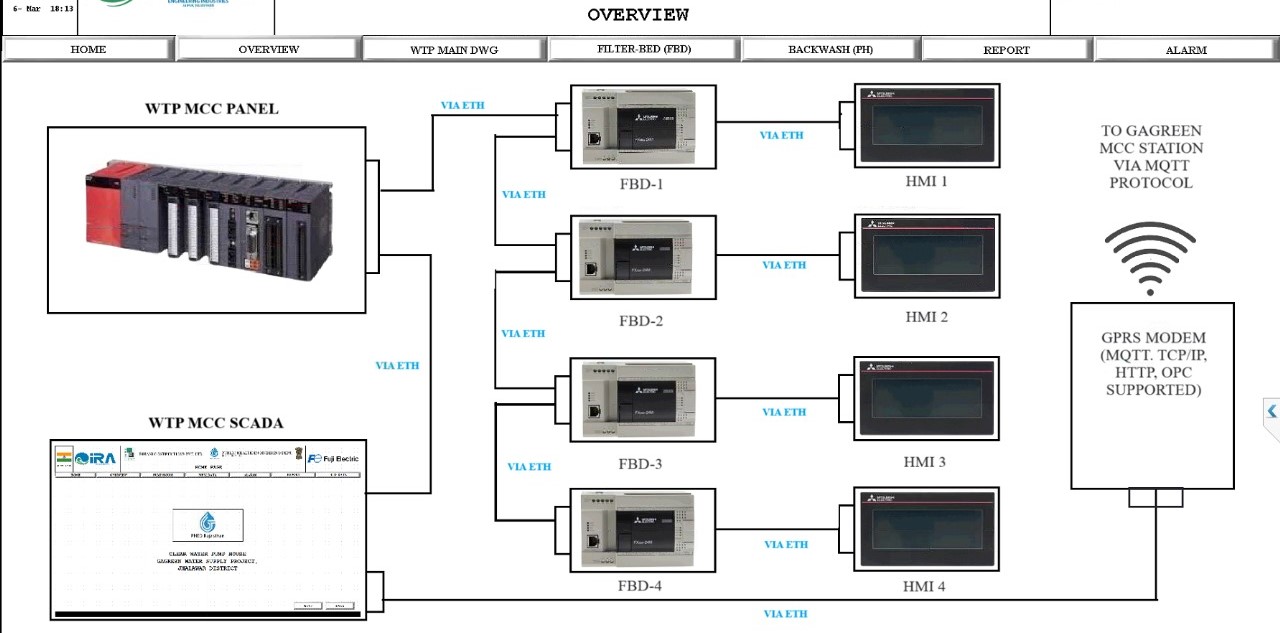 6- Mar 18:13
ENGINEERING INDUSTRIES
OVERVIEW
HOME
OVERVIEW
WTP MAIN DWG
FILTER-BED (FBD)
BACKWASH (PH)
REPORT
ALARM
WTP MCC PANEL
VIA ETH
VIA ETH
FBD-1
HMI 1
TO GAGREEN
MCC STATION
VIA MQTT
PROTOCOL
VIA ETH
VIA ETH
FBD-2
HMI 2
VIA ETH
GPRS MODEM
(MQTT. TCP/IP,
HTTP, OPC
SUPPORTED)
VIA ETH
WTP MCC SCADA
VIA ETH
FBD-3
HMI 3
VIA ETH
Fuji Electric
HOME PAGE
PHED Rajasthan
CLEAR WATER PUMP HOUSE
GAGREEN WATER SUPPLY PROJECT,
JHALAWAR DISTRICT
VIA ETH
FBD-4
HMI 4
VIA ETH